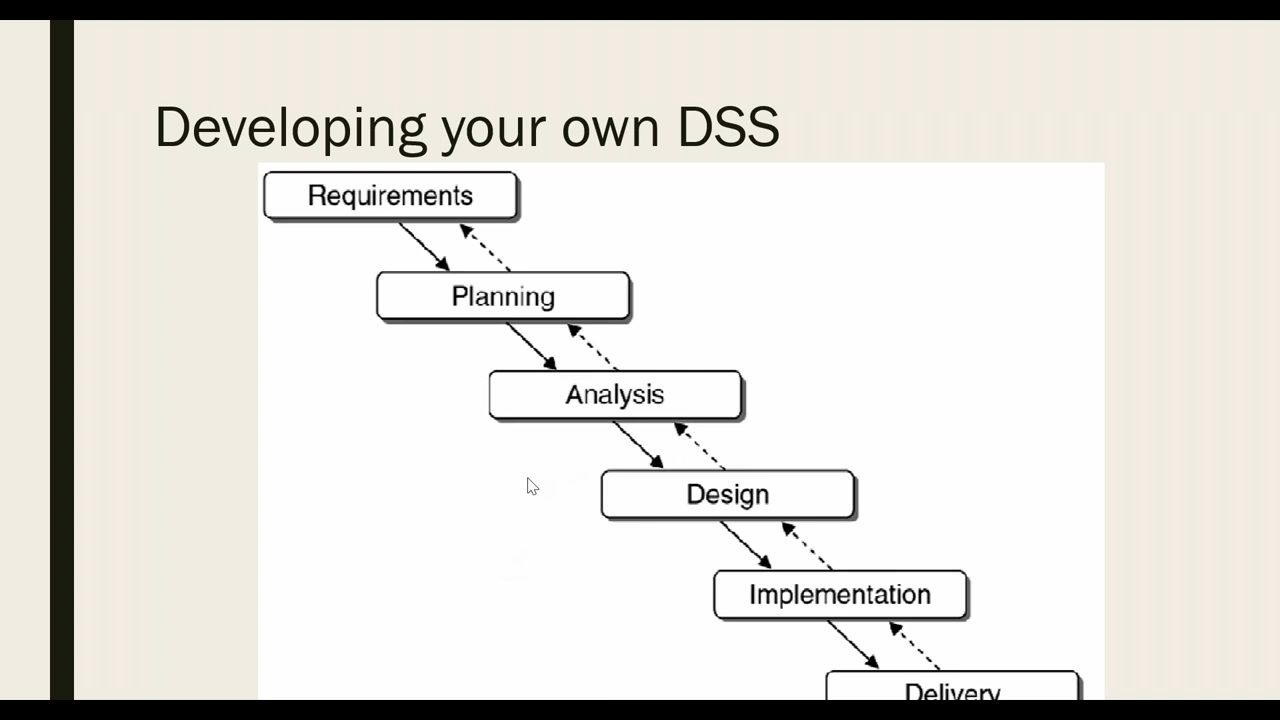 Developing your own DSS
Requirements
Planning
Analysis
Design
Implementation
Delivery